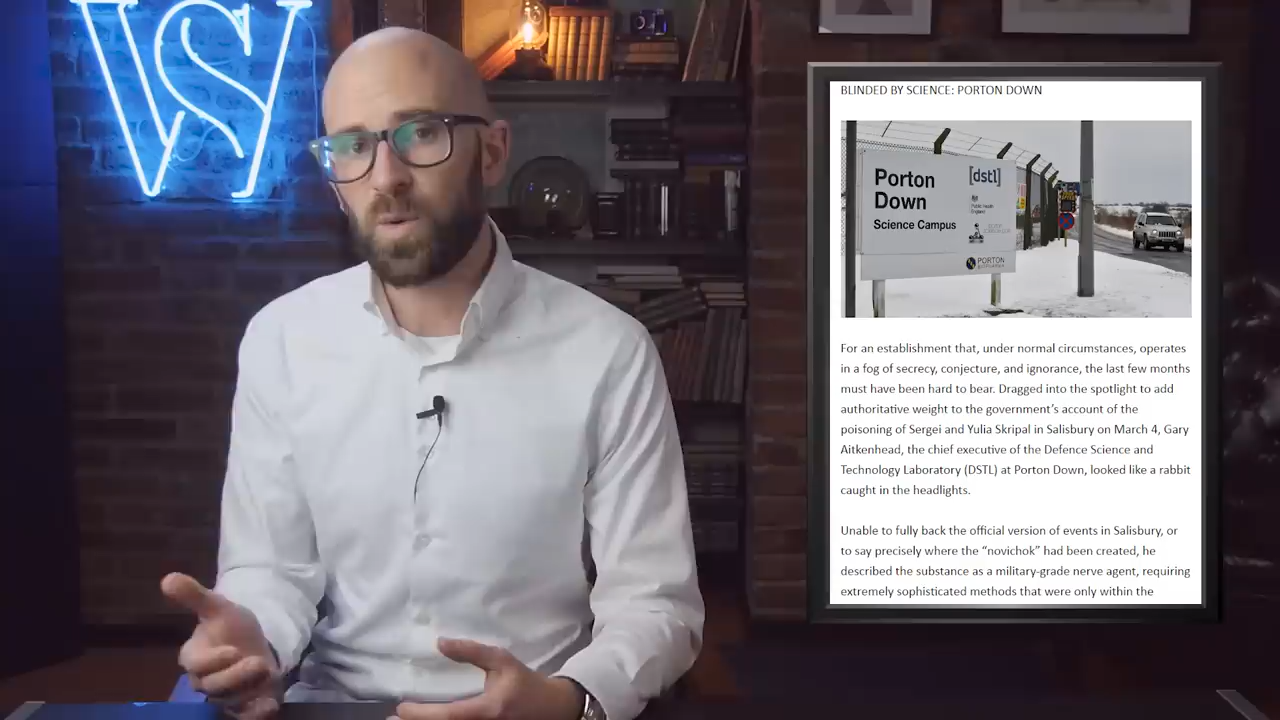 WS
BLINDED BY SCIENCE: PORTON DOWN
Porton
Down
Science Campus
[dstl]
Public Health
England
PORTON
For an establishment that, under normal circumstances, operates
in a fog of secrecy, conjecture, and ignorance, the last few months
must have been hard to bear. Dragged into the spotlight to add
authoritative weight to the government’s account of the
poisoning of Sergei and Yulia Skripal in Salisbury on March 4, Gary
Aitkenhead, the chief executive of the Defence Science and
Technology Laboratory (DSTL) at Porton Down, looked like a rabbit
caught in the headlights.
Unable to fully back the official version of events in Salisbury, or
to say precisely where the “novichok” had been created, he
described the substance as a military-grade nerve agent, requiring
extremely sophisticated methods that were only within the